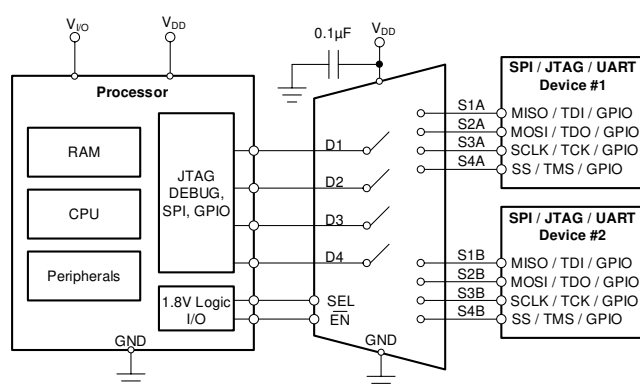 VI/O
VDD
0.1µF
VDD
Processor
RAM
CPU
Peripherals
JTAG
DEBUG,
SPI, GPIO
1.8V Logic
I/O
GND
D1
D2
D3
D4
SEL
EN
GND
S1A
S2A
S3A
S4A
S1B
S2B
S3B
S4B
SPI / JTAG / UART
Device #1
MISO / TDI / GPIO
MOSI / TDO / GPIO
SCLK / TCK / GPIO
SS / TMS / GPIO
SPI / JTAG / UART
Device #2
MISO / TDI / GPIO
MOSI / TDO / GPIO
SCLK / TCK / GPIO
SS / TMS / GPIO